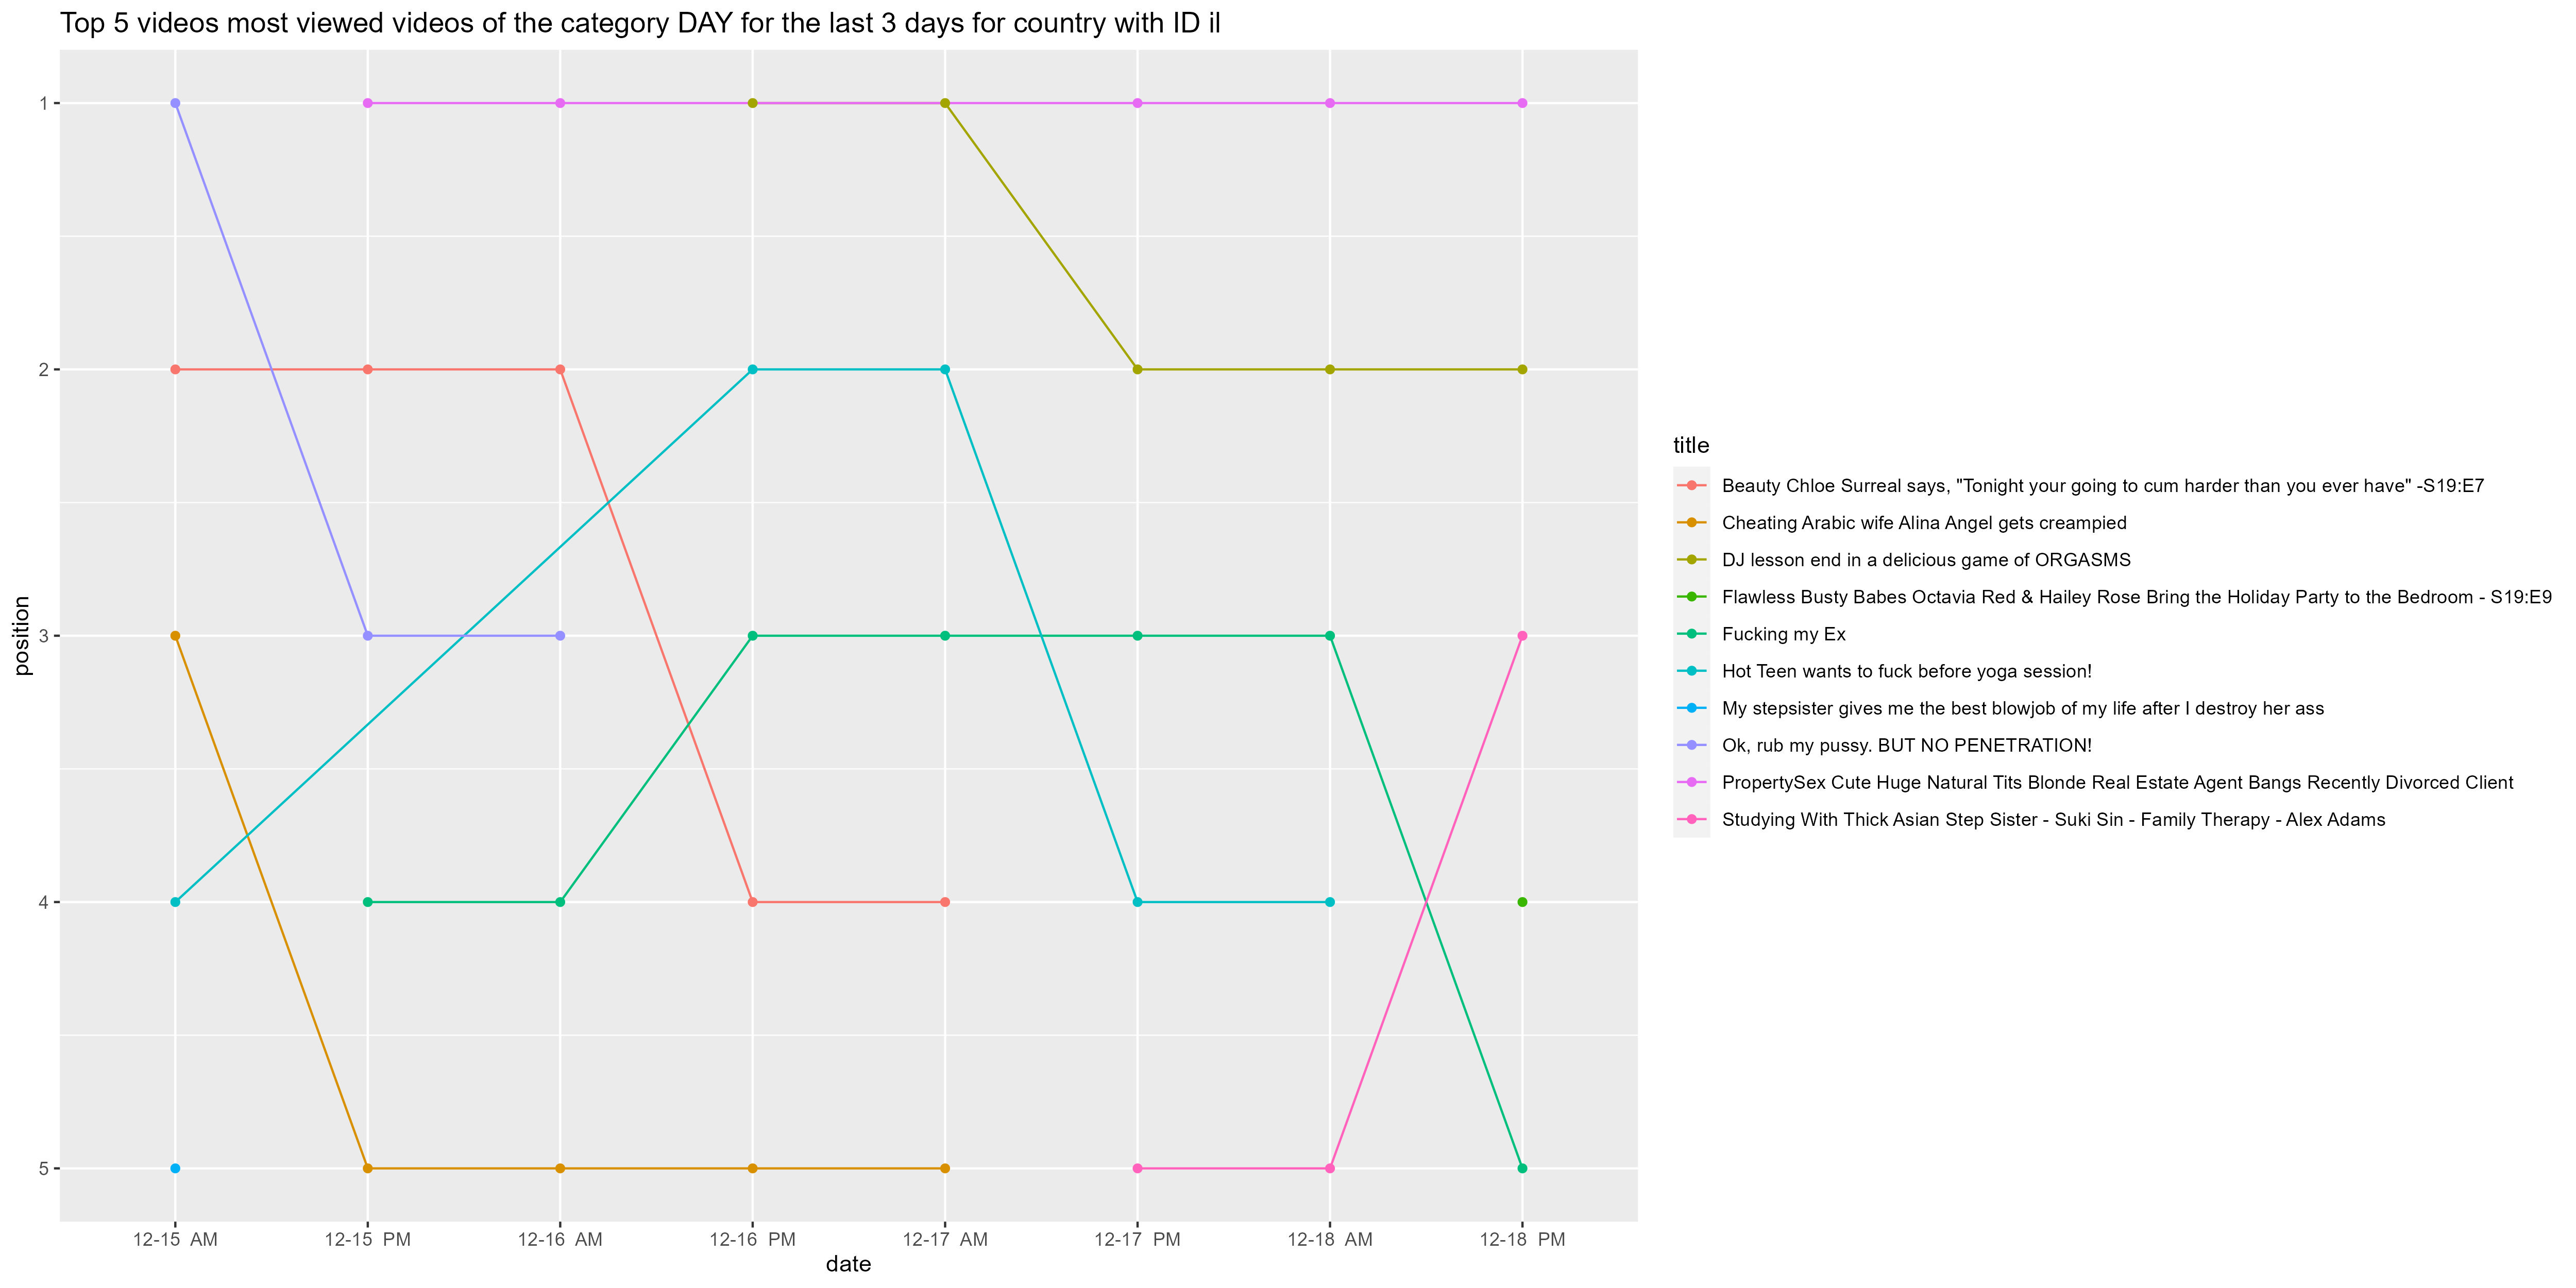 Top 5 videos most viewed videos of the category DAY for the last 3 days for country with ID il
position
1
2
3
4
5
12-15 AM
12-15 PM
12-16 AM
12-16 PM
12-17 AM
12-17 PM
12-18 AM
12-18 PM
date
title
Beauty Chloe Surreal says, "Tonight your going to cum harder than you ever have" -S19:E7
Cheating Arabic wife Alina Angel gets creampied
DJ lesson end in a delicious game of ORGASMS
Flawless Busty Babes Octavia Red & Hailey Rose Bring the Holiday Party to the Bedroom - S19:E9
Fucking my Ex
Hot Teen wants to fuck before yoga session!
My stepsister gives me the best blowjob of my life after I destroy her ass
Ok, rub my pussy. BUT NO PENETRATION!
PropertySex Cute Huge Natural Tits Blonde Real Estate Agent Bangs Recently Divorced Client
Studying With Thick Asian Step Sister - Suki Sin - Family Therapy - Alex Adams